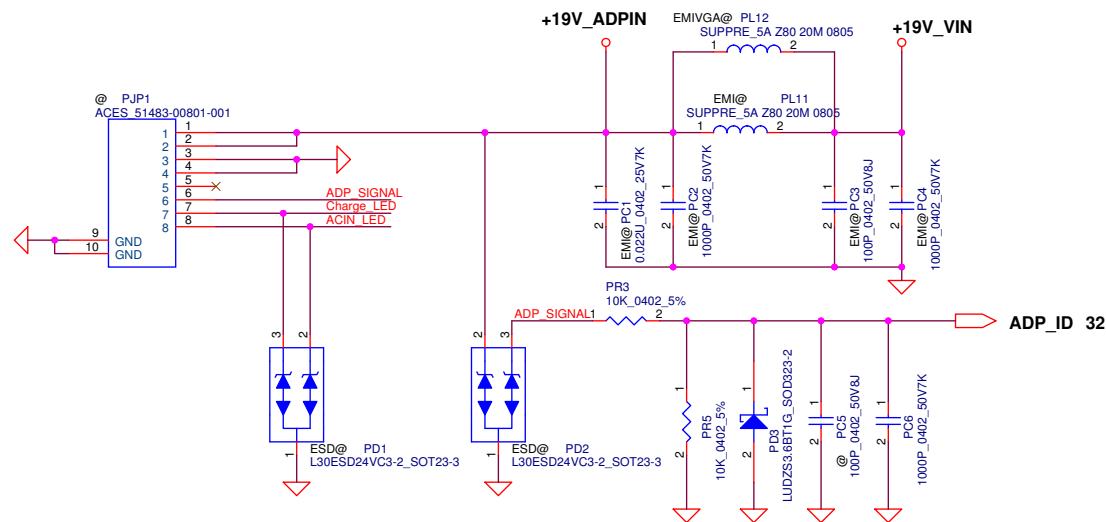 +19V_ADPIN
EMIVGA@ PL12
SUPPRE_5A Z80 20M 0805
1 2
+19V_VIN
@ PJP1
ACES_51483-00801-001
EMI@ PL11
SUPPRE_5A Z80 20M 0805
1 2
1 1
2 2
3 3
4 4
5 5
6 6 ADP_SIGNAL
7 7 Charge_LED
8 8 ACIN_LED
9 GND
10 GND
1 2
EMI@ PC1
0.022U_0402_25V7K
1 2
EMI@ PC2
1000P_0402_50V7K
1 2
EMI@ PC3
100P_0402_50V8J
1 2
EMI@ PC4
1000P_0402_50V7K
PR3
10K_0402_5%
ADP_SIGNAL 1 2
ADP_ID 32
3 2
1
ESD@ PD1
L30ESD24VC3-2_SOT23-3
2 3
1
ESD@ PD2
L30ESD24VC3-2_SOT23-3
1 2
PR5
10K_0402_5%
1 2
PD3
LUDZS3.6BT1G_SOD323-2
1 2
@ PC5
100P_0402_50V8J
1 2
PC6
1000P_0402_50V7K